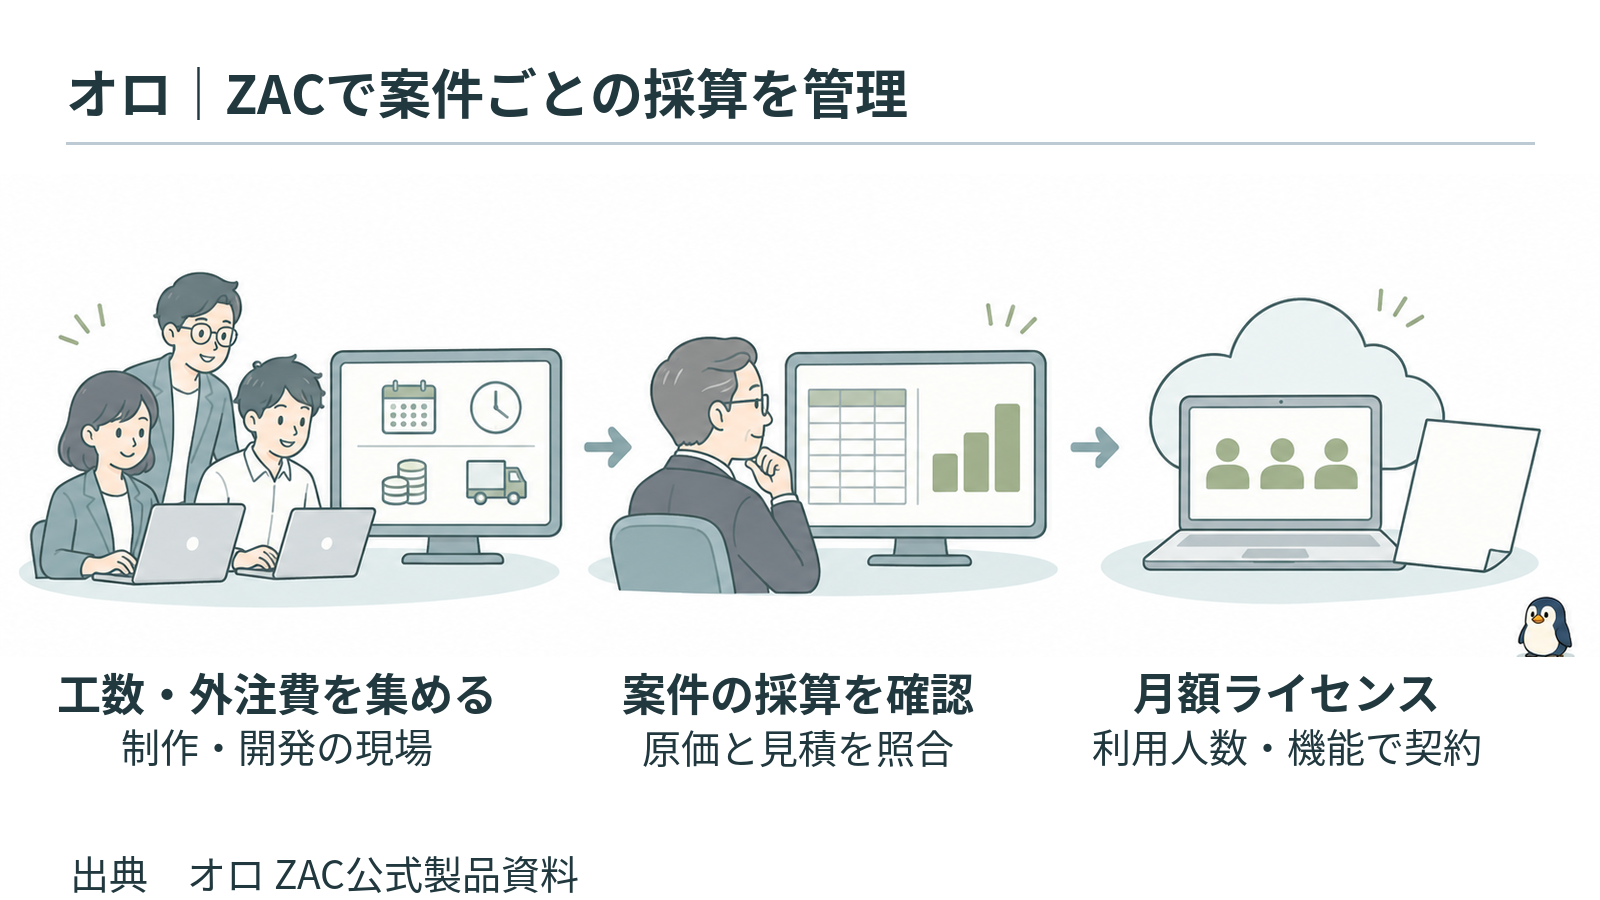 オロ｜ZACで案件ごとの採算を管理
工数・外注費を集める
制作・開発の現場
案件の採算を確認
原価と見積を照合
月額ライセンス
利用人数・機能で契約
出典　オロ ZAC公式製品資料